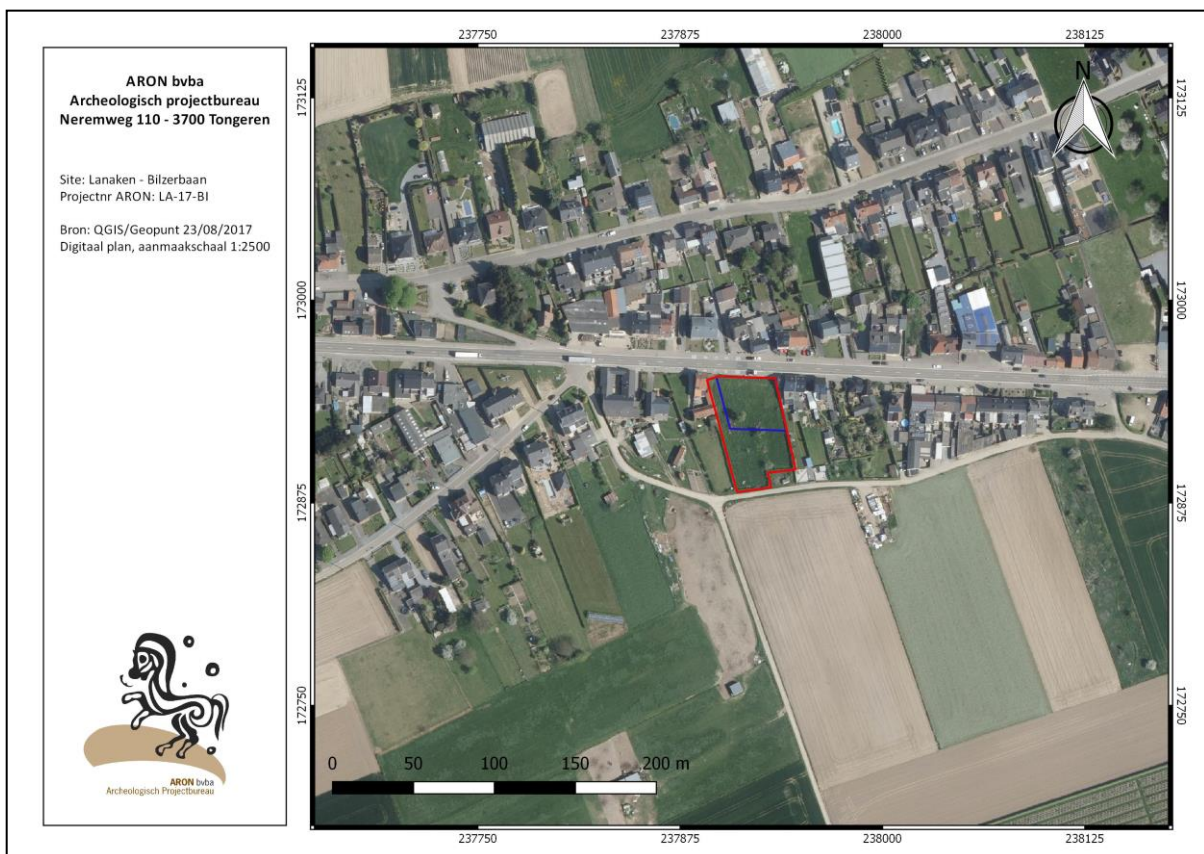 ARON bvba
Archeologisch projectbureau
Neremweg 110 - 3700 Tongeren
Site: Lanaken - Bilzerbaan
Projectnr ARON: LA-17-BI
Bron: QGIS/Geopunt 23/08/2017
Digitaal plan, aanmaakschaal 1:2500
ARON bvba
Archeologisch Projectbureau
237750 237875 238000 238125
173125 173125
N
173000 173000
172875 172875
172750 172750
0 50 100 150 200 m
237750 237875 238000 238125